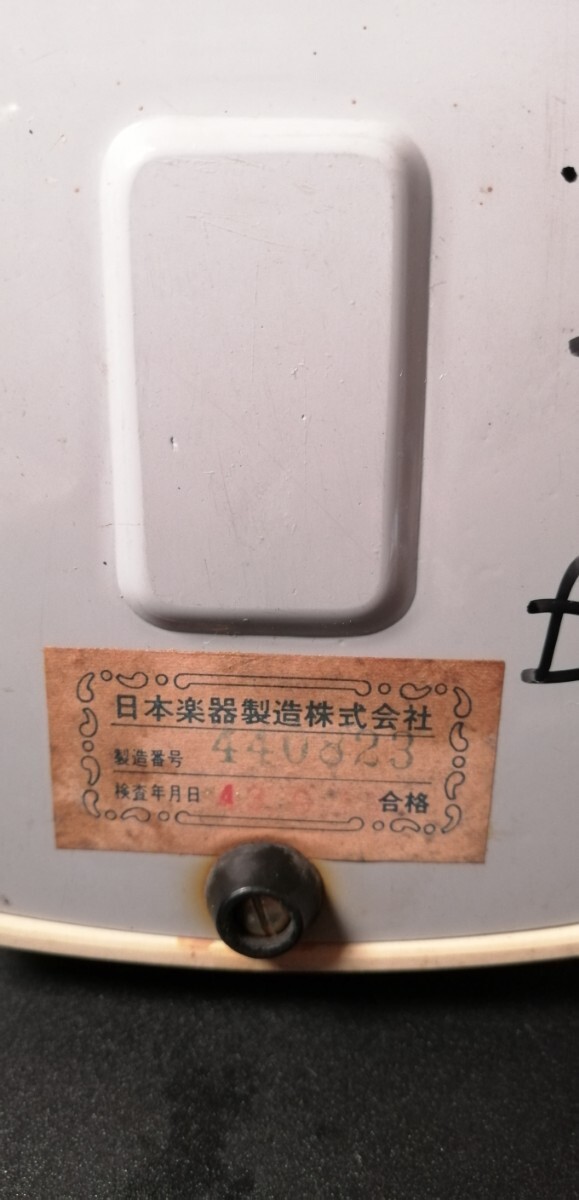 日本楽器製造株式会社
製造番号 440823
検査年月日 4
合格